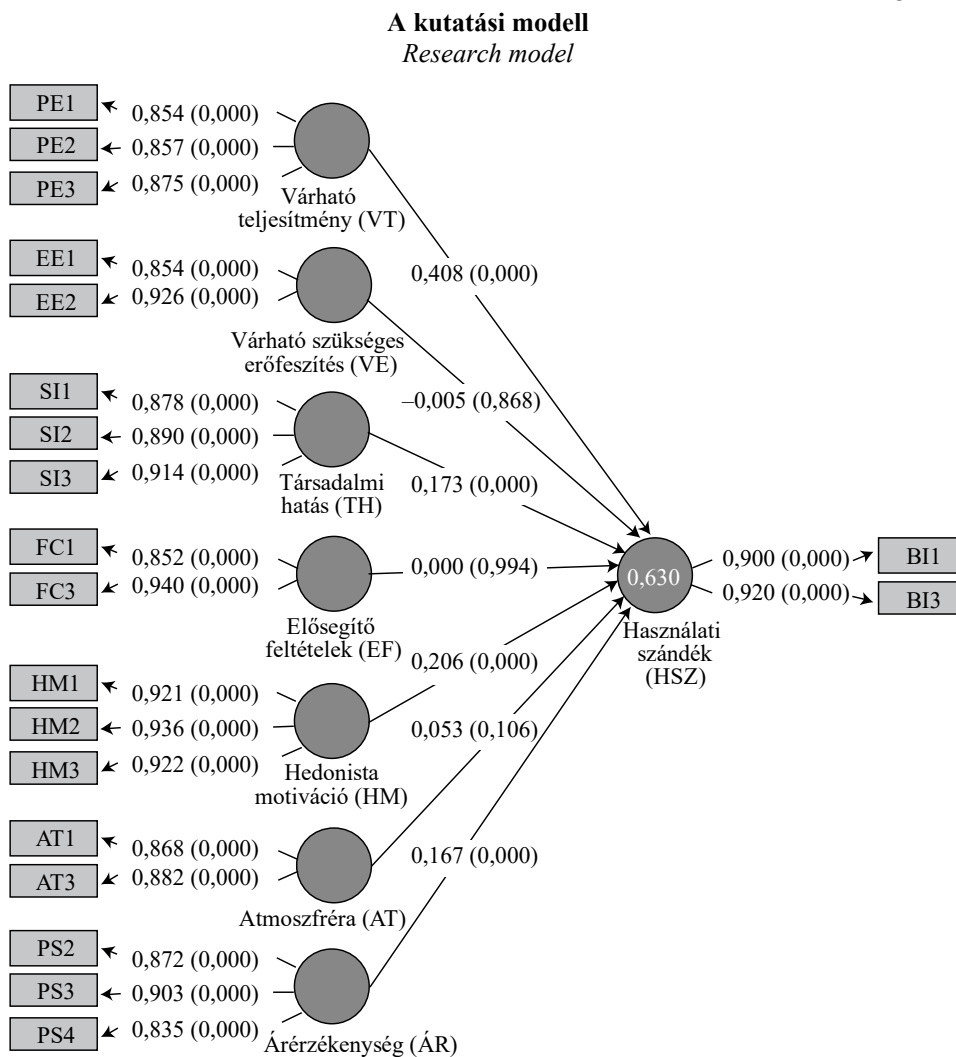 A kutatási modell
Research model
PE1
0,854 (0,000)
PE2
0,857 (0,000)
PE3
0,875 (0,000)
Várható
teljesítmény (VT)
0,408 (0,000)
EE1
0,854 (0,000)
EE2
0,926 (0,000)
Várható szükséges
erőfeszítés (VE)
–0,005 (0,868)
SI1
0,878 (0,000)
SI2
0,890 (0,000)
SI3
0,914 (0,000)
Társadalmi
hatás (TH)
0,173 (0,000)
FC1
0,852 (0,000)
FC3
0,940 (0,000)
Elősegítő
feltételek (EF)
0,000 (0,994)
HM1
0,921 (0,000)
HM2
0,936 (0,000)
HM3
0,922 (0,000)
Hedonista
motiváció (HM)
0,206 (0,000)
AT1
0,868 (0,000)
AT3
0,882 (0,000)
Atmoszfréra (AT)
0,053 (0,106)
PS2
0,872 (0,000)
PS3
0,903 (0,000)
PS4
0,835 (0,000)
Árérzékenység (ÁR)
0,167 (0,000)
0,630
Használati
szándék
(HSZ)
0,900 (0,000)
BI1
0,920 (0,000)
BI3